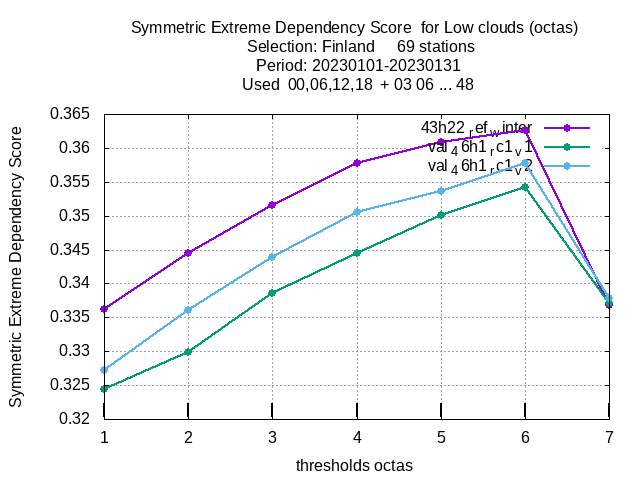 Symmetric Extreme Dependency Score  for Low clouds (octas)
Selection: Finland     69 stations
Period: 20230101-20230131
Used  00,06,12,18  + 03 06 ... 48
Symmetric Extreme Dependency Score
0.365
0.36
0.355
0.35
0.345
0.34
0.335
0.33
0.325
0.32
43h22_ref_winter
val_46h1_rc1_v1
val_46h1_rc1_v2
1 2 3 4 5 6 7
thresholds octas